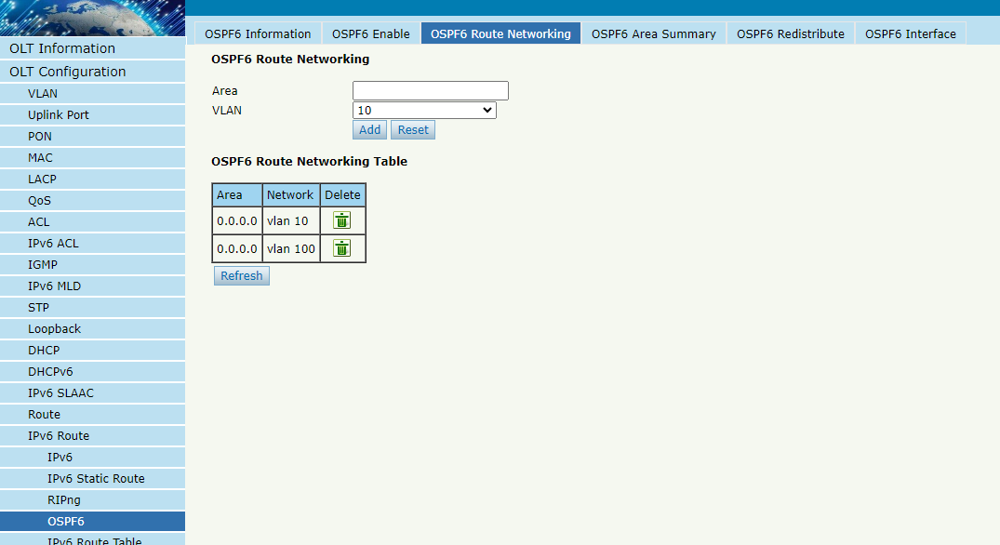 OSPF6 Information OSPF6 Enable OSPF6 Route Networking OSPF6 Area Summary OSPF6 Redistribute OSPF6 Interface
OLT Information
OLT Configuration
VLAN
Uplink Port
PON
MAC
LACP
QoS
ACL
IPv6 ACL
IGMP
IPv6 MLD
STP
Loopback
DHCP
DHCPv6
IPv6 SLAAC
Route
IPv6 Route
IPv6
IPv6 Static Route
RIPng
OSPF6
IPv6 Route Table
OSPF6 Route Networking
Area
VLAN 10
Add Reset
OSPF6 Route Networking Table
Area Network Delete
0.0.0.0 vlan 10
0.0.0.0 vlan 100
Refresh